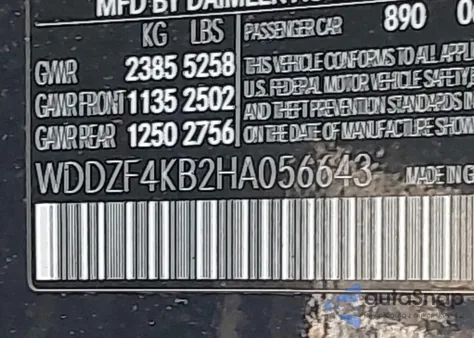 MFD BY DAIMLER
KG LBS
GVWR 2385 5258
GAWR FRONT 1135 2502
GAWR REAR 1250 2756
PASSENGER CAR 890
THIS VEHICLE CONFORMS TO ALL APPL
U.S. FEDERAL MOTOR VEHICLE SAFETY
AND THEFT PREVENTION STANDARDS I
ON THE DATE OF MANUFACTURE SHOW
WDDZF4KB2HA056643 MADE IN G
autoSnap